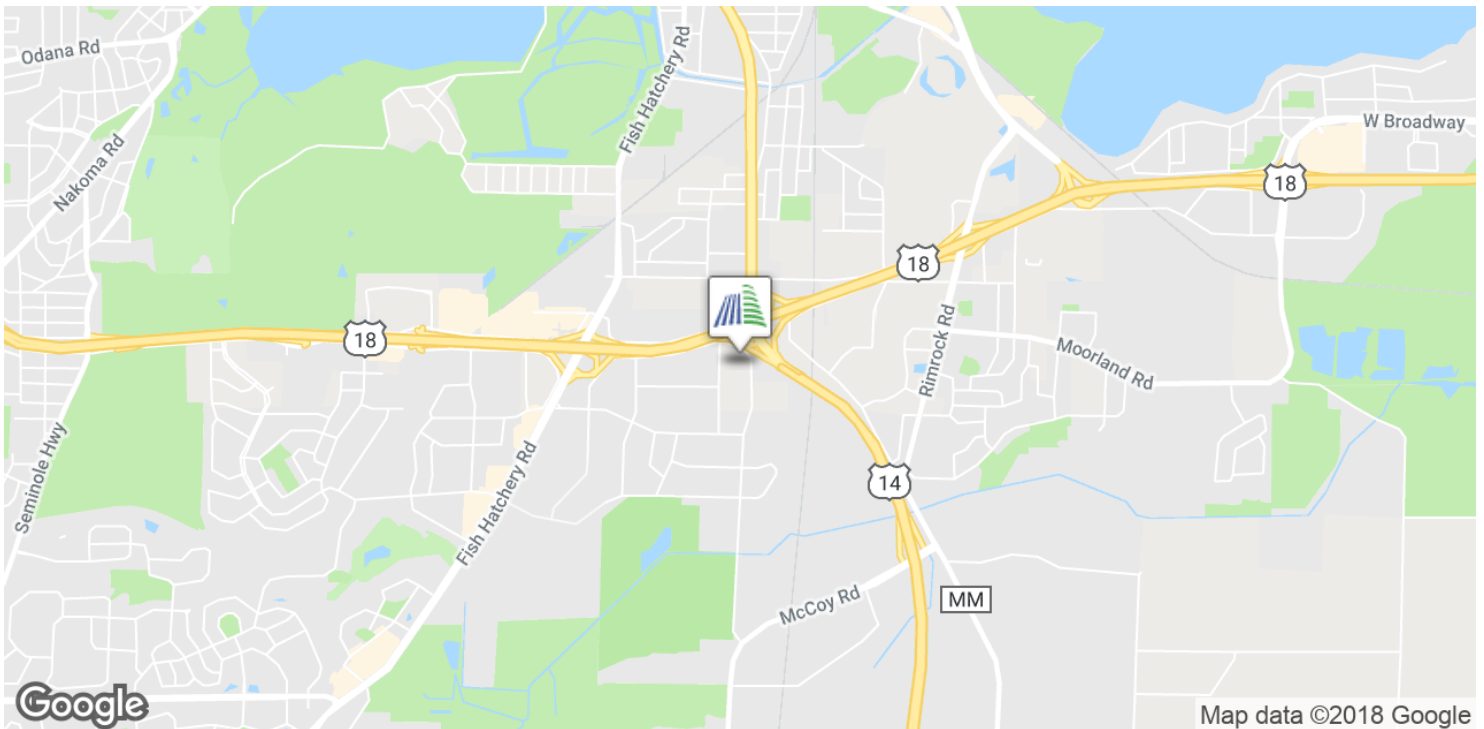 Odana Rd
Fish Hatchery Rd
W Broadway
Nakoma Rd
18
18
18
Rimrock Rd
Moorland Rd
Seminole Hwy
Fish Hatchery Rd
14
McCoy Rd
MM
Google
Map data ©2018 Google